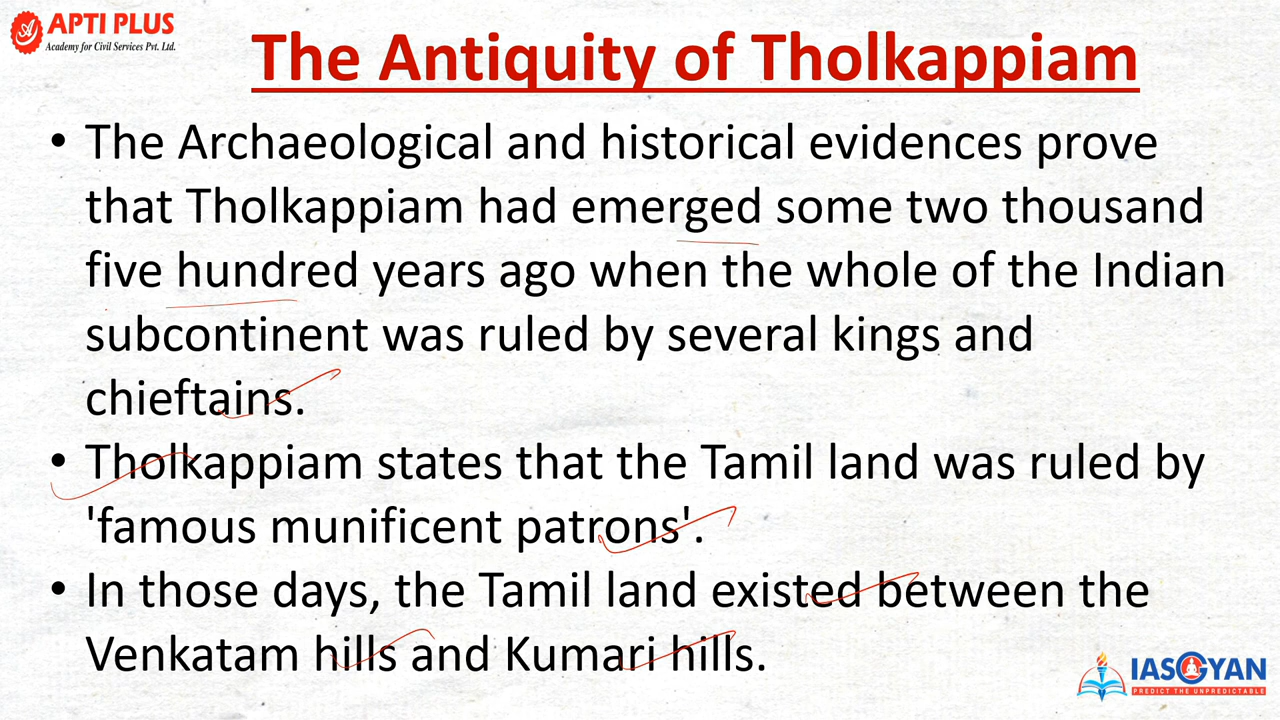 APTI PLUS
Academy for Civil Services Pvt. Ltd.
The Antiquity of Tholkappiam
• The Archaeological and historical evidences prove
that Tholkappiam had emerged some two thousand
five hundred years ago when the whole of the Indian
subcontinent was ruled by several kings and
chieftains.
• Tholkappiam states that the Tamil land was ruled by
'famous munificent patrons'.
• In those days, the Tamil land existed between the
Venkatam hills and Kumari hills.
IASGYAN
PREDICT THE UNPREDICTABLE